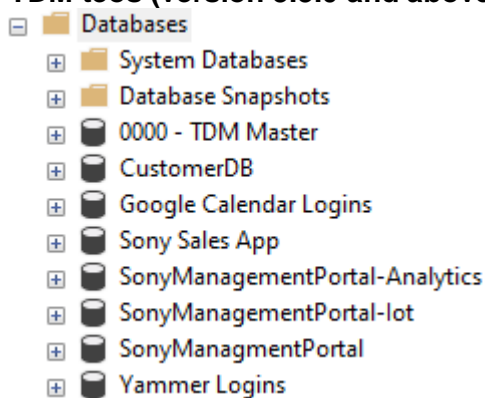 Databases
System Databases
Database Snapshots
0000 - TDM Master
CustomerDB
Google Calendar Logins
Sony Sales App
SonyManagementPortal-Analytics
SonyManagementPortal-Iot
SonyManagmentPortal
Yammer Logins